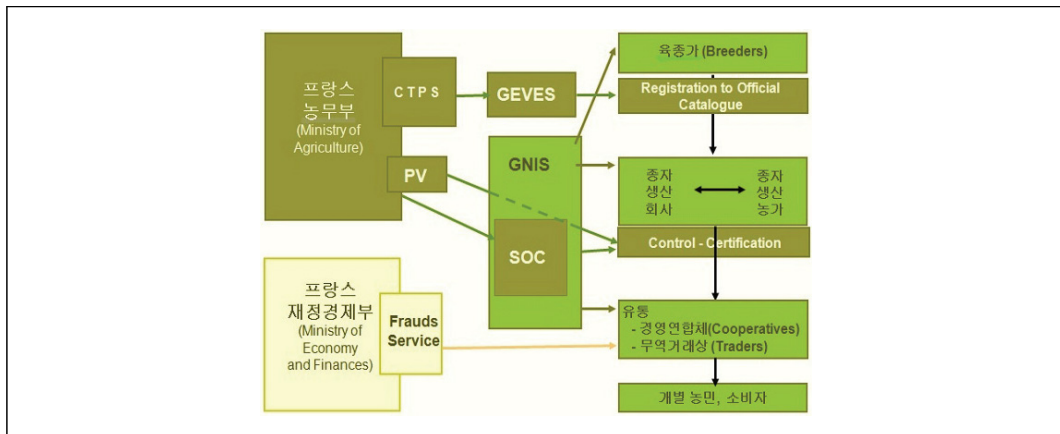 프랑스
농무부
(Ministry of
Agriculture)
CTPS
PV
GEVES
GNIS
SOC
프랑스
재정경제부
(Ministry of
Economy
and Finances)
Frauds
Service
육종가 (Breeders)
Registration to Official
Catalogue
종자
생산
회사
종자
생산
농가
Control - Certification
유통
- 경영연합체(Cooperatives)
- 무역거래상 (Traders)
개별 농민, 소비자